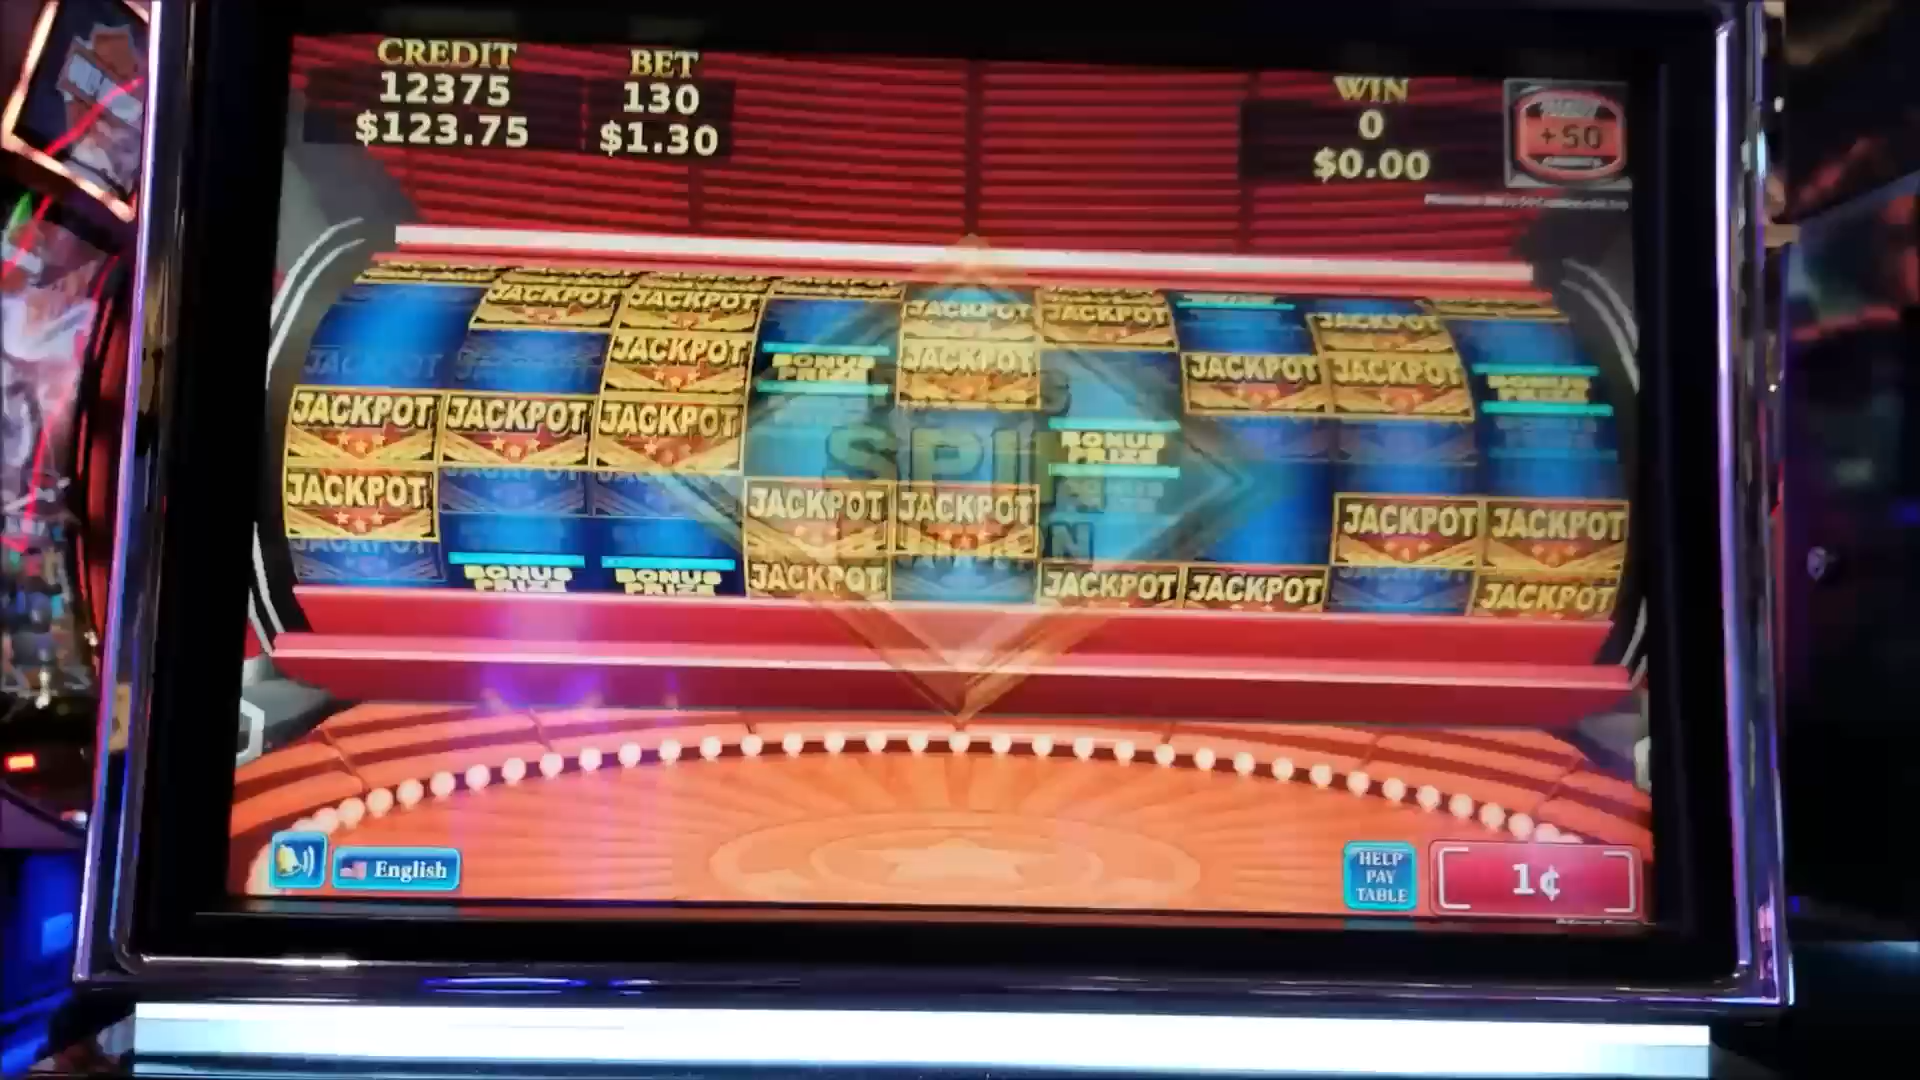 CREDIT
12375
$123.75
BET
130
$1.30
WIN
0
$0.00
+50
JACKPOT JACKPOT JACKPOT JACKPOT JACKPOT
JACKPOT BONUS PRIZE JACKPOT JACKPOT JACKPOT BONUS PRIZE
JACKPOT JACKPOT JACKPOT BONUS PRIZE
JACKPOT JACKPOT JACKPOT JACKPOT JACKPOT
BONUS PRIZE BONUS PRIZE JACKPOT JACKPOT JACKPOT JACKPOT
SPIN
English
HELP
PAY
TABLE
1¢